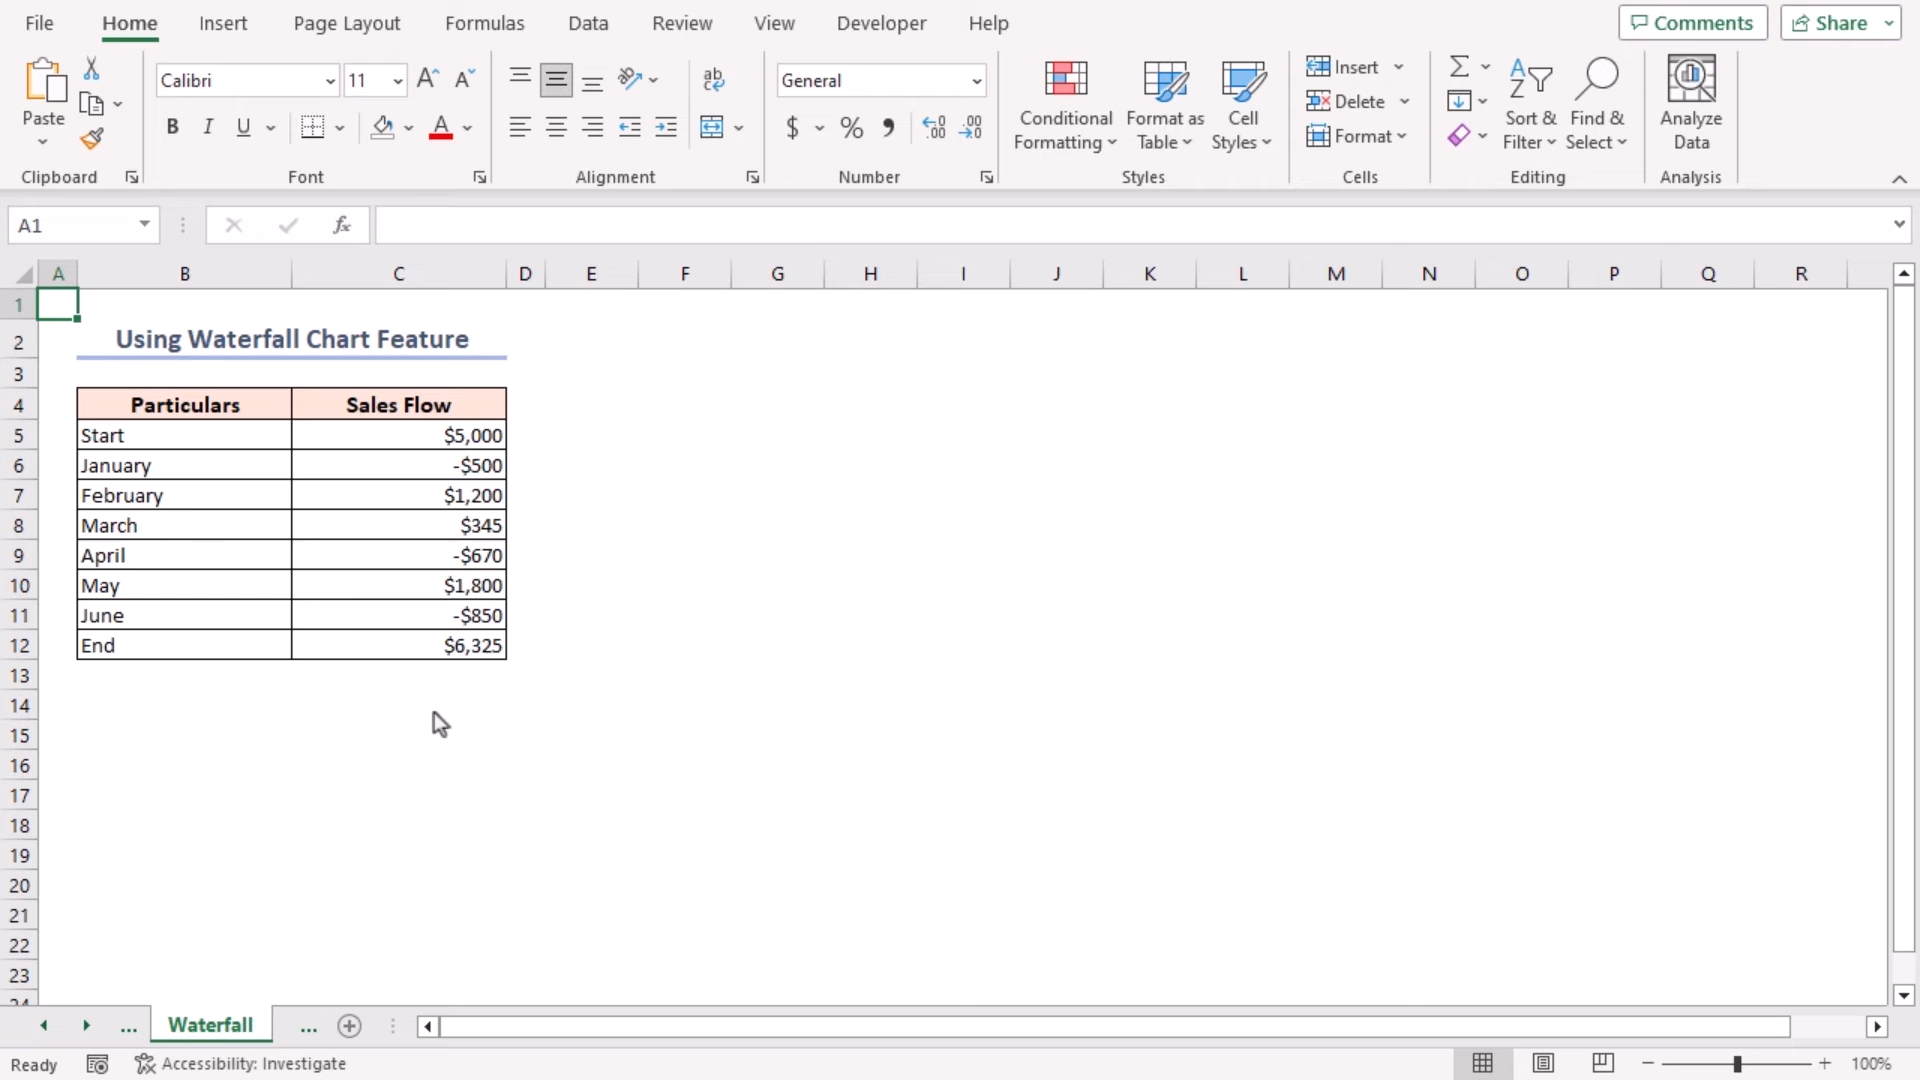 File Home Insert Page Layout Formulas Data Review View Developer Help Comments Share
Calibri 11 General
Paste
Conditional Formatting Format as Table Cell Styles
Insert
Delete
Format
Sort & Filter Find & Select
Analyze Data
Clipboard Font Alignment Number Styles Cells Editing Analysis
A1 fx
A B C D E F G H I J K L M N O P Q R
1
2 Using Waterfall Chart Feature
3
4 Particulars Sales Flow
5 Start $5,000
6 January -$500
7 February $1,200
8 March $345
9 April -$670
10 May $1,800
11 June -$850
12 End $6,325
13
14
15
16
17
18
19
20
21
22
23
24
... Waterfall ...
Ready Accessibility: Investigate 100%